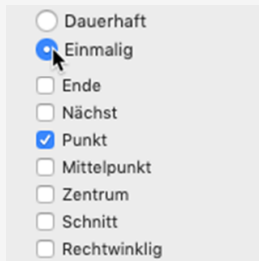 Dauerhaft
Einmalig
Ende
Nächst
Punkt
Mittelpunkt
Zentrum
Schnitt
Rechtwinklig